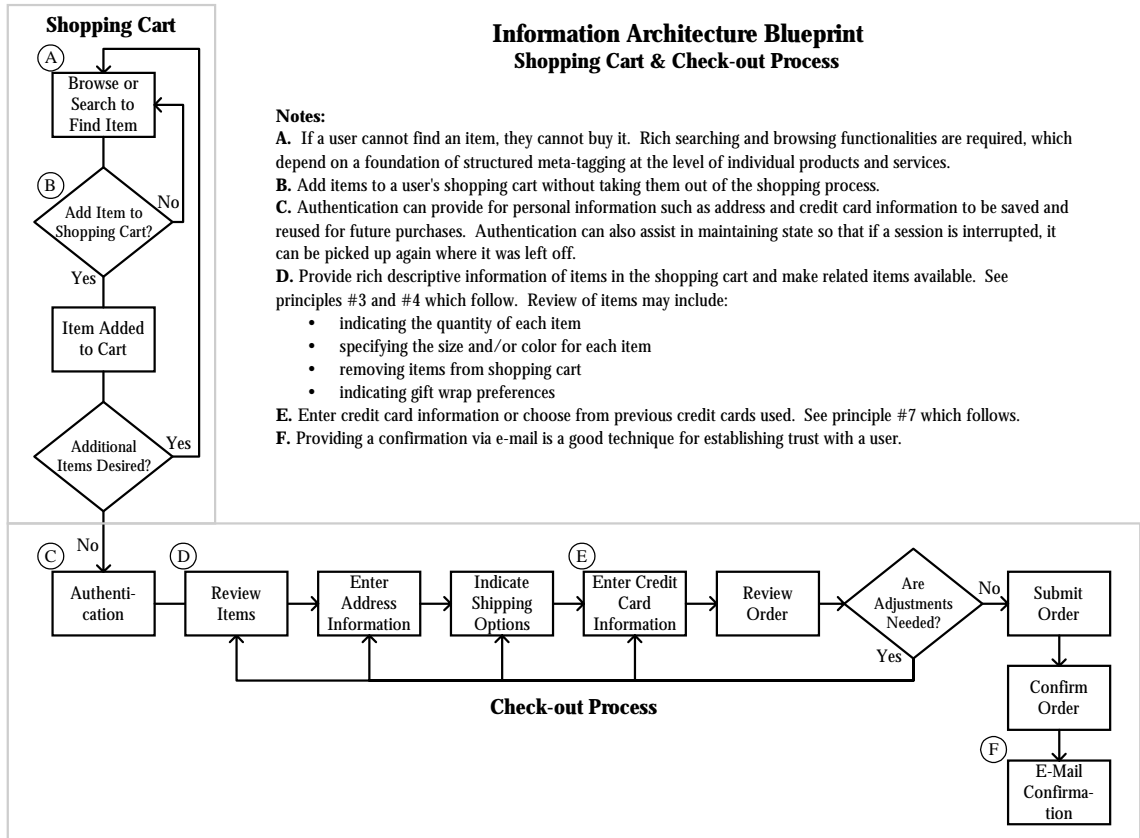 Shopping Cart
A
Browse or
Search to
Find Item
B
Add Item to
Shopping Cart?
No
Yes
Item Added
to Cart
Additional
Items Desired?
Yes
No
Information Architecture Blueprint
Shopping Cart & Check-out Process
Notes:
A. If a user cannot find an item, they cannot buy it. Rich searching and browsing functionalities are required, which
depend on a foundation of structured meta-tagging at the level of individual products and services.
B. Add items to a user's shopping cart without taking them out of the shopping process.
C. Authentication can provide for personal information such as address and credit card information to be saved and
reused for future purchases. Authentication can also assist in maintaining state so that if a session is interrupted, it
can be picked up again where it was left off.
D. Provide rich descriptive information of items in the shopping cart and make related items available. See
principles #3 and #4 which follow. Review of items may include:
• indicating the quantity of each item
• specifying the size and/or color for each item
• removing items from shopping cart
• indicating gift wrap preferences
E. Enter credit card information or choose from previous credit cards used. See principle #7 which follows.
F. Providing a confirmation via e-mail is a good technique for establishing trust with a user.
C
Authenti-
cation
D
Review
Items
Enter
Address
Information
Indicate
Shipping
Options
E
Enter Credit
Card
Information
Review
Order
Are
Adjustments
Needed?
No
Yes
Submit
Order
Confirm
Order
F
E-Mail
Confirma-
tion
Check-out Process